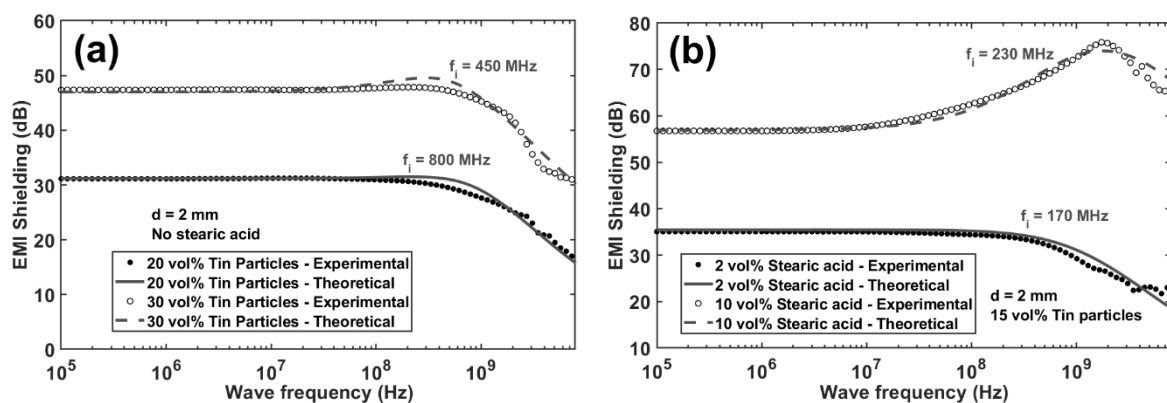 (a)
EMI Shielding (dB)
60
50
40
30
20
10
0
f_i = 450 MHz
f_i = 800 MHz
d = 2 mm
No stearic acid
20 vol% Tin Particles - Experimental
20 vol% Tin Particles - Theoretical
30 vol% Tin Particles - Experimental
30 vol% Tin Particles - Theoretical
10^5
10^6
10^7
10^8
10^9
Wave frequency (Hz)
(b)
EMI Shielding (dB)
80
70
60
50
40
30
20
10
f_i = 230 MHz
f_i = 170 MHz
2 vol% Stearic acid - Experimental
2 vol% Stearic acid - Theoretical
10 vol% Stearic acid - Experimental
10 vol% Stearic acid - Theoretical
d = 2 mm
15 vol% Tin particles
10^5
10^6
10^7
10^8
10^9
Wave frequency (Hz)